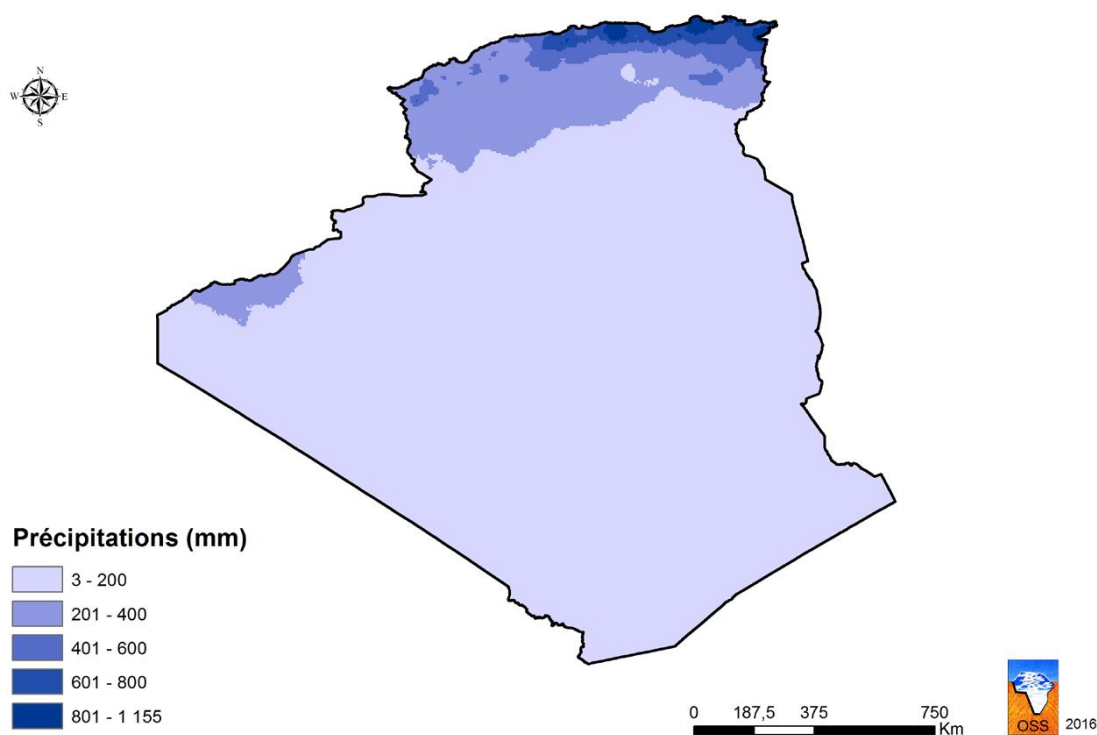 N
W E
S
Précipitations (mm)
3 - 200
201 - 400
401 - 600
601 - 800
801 - 1 155
0 187,5 375 750
Km
OSS
2016